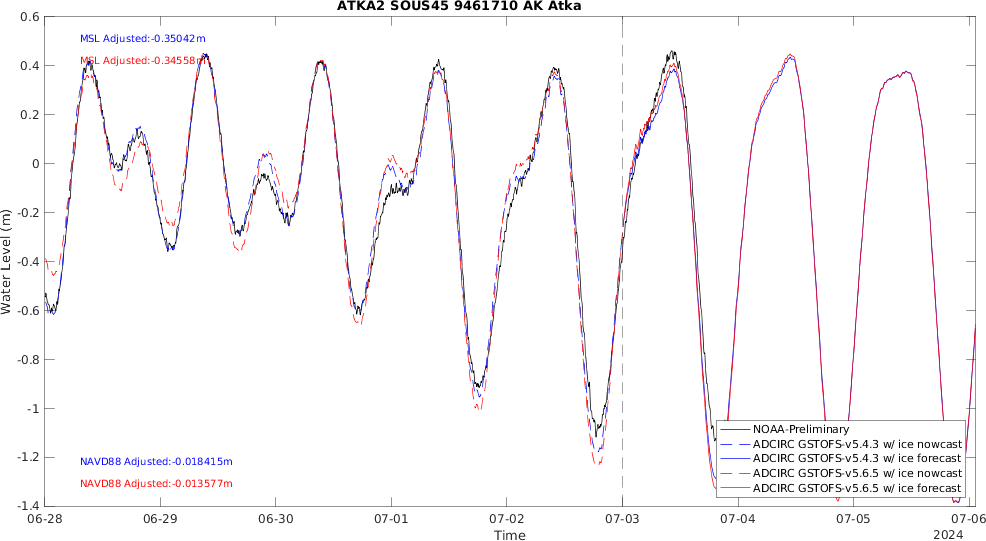 ATKA2 SOUS45 9461710 AK Atka
MSL Adjusted:-0.35042m
MSL Adjusted:-0.34558m
NAVD88 Adjusted:-0.018415m
NAVD88 Adjusted:-0.013577m
Water Level (m)
0.6
0.4
0.2
0
-0.2
-0.4
-0.6
-0.8
-1
-1.2
-1.4
NOAA-Preliminary
ADCIRC GSTOFS-v5.4.3 w/ ice nowcast
ADCIRC GSTOFS-v5.4.3 w/ ice forecast
ADCIRC GSTOFS-v5.6.5 w/ ice nowcast
ADCIRC GSTOFS-v5.6.5 w/ ice forecast
06-28 06-29 06-30 07-01 07-02 07-03 07-04 07-05 07-06
Time
2024